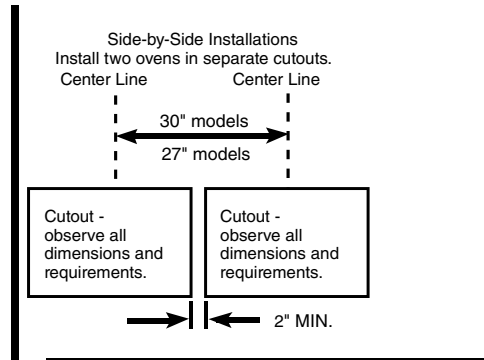 Side-by-Side Installations
Install two ovens in separate cutouts.
Center Line Center Line
30" models
27" models
Cutout -
observe all
dimensions and
requirements.
Cutout -
observe all
dimensions and
requirements.
2" MIN.